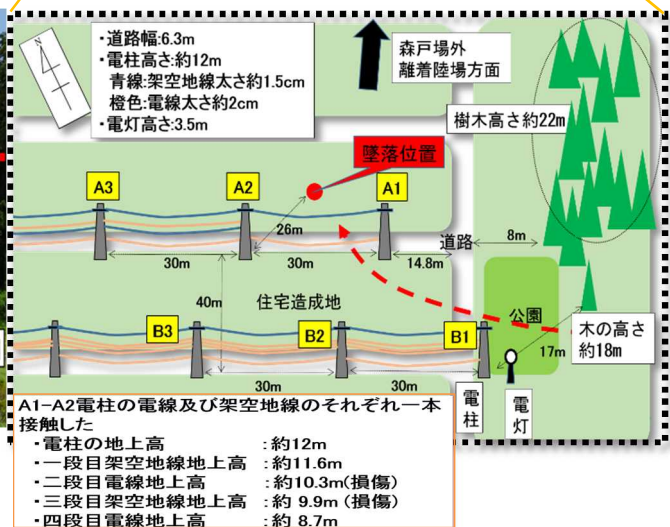 ・道路幅:6.3m
・電柱高さ:約12m
青線:架空地線太さ約1.5cm
橙色:電線太さ約2cm
・電灯高さ:3.5m
N
森戸場外
離着陸場方面
樹木高さ約22m
墜落位置
A3
A2
A1
26m
道路
8m
30m
30m
14.8m
40m
住宅造成地
公園
B3
B2
B1
木の高さ
約18m
17m
30m
30m
電柱
電灯
A1-A2電柱の電線及び架空地線のそれぞれ一本
接触した
・電柱の地上高 :約12m
・一段目架空地線地上高 :約11.6m
・二段目電線地上高 :約10.3m(損傷)
・三段目架空地線地上高 :約 9.9m (損傷)
・四段目電線地上高 :約 8.7m